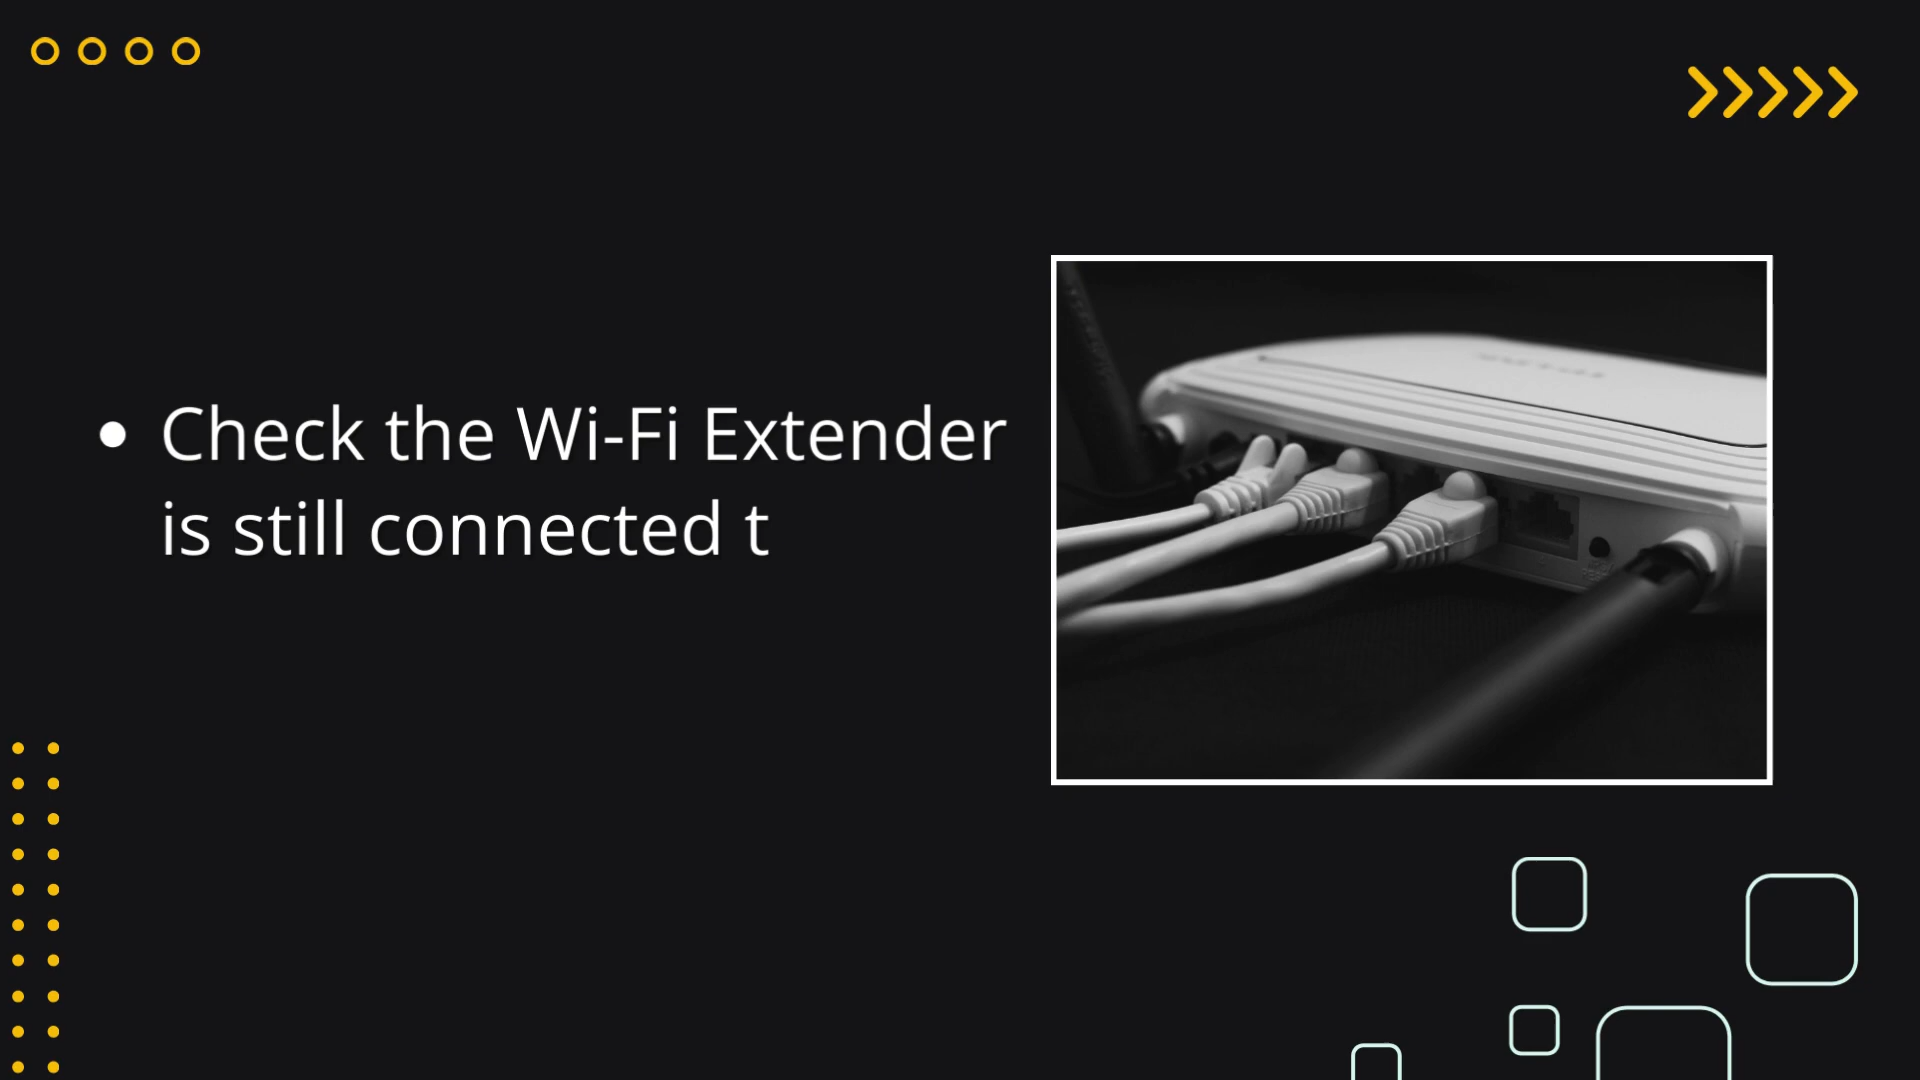 Check the Wi-Fi Extender
is still connected t